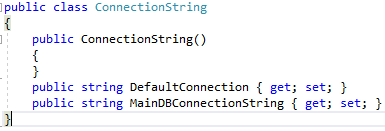 public class ConnectionString
{
public ConnectionString()
{
}
public string DefaultConnection { get; set; }
public string MainDBConnectionString { get; set; }
}